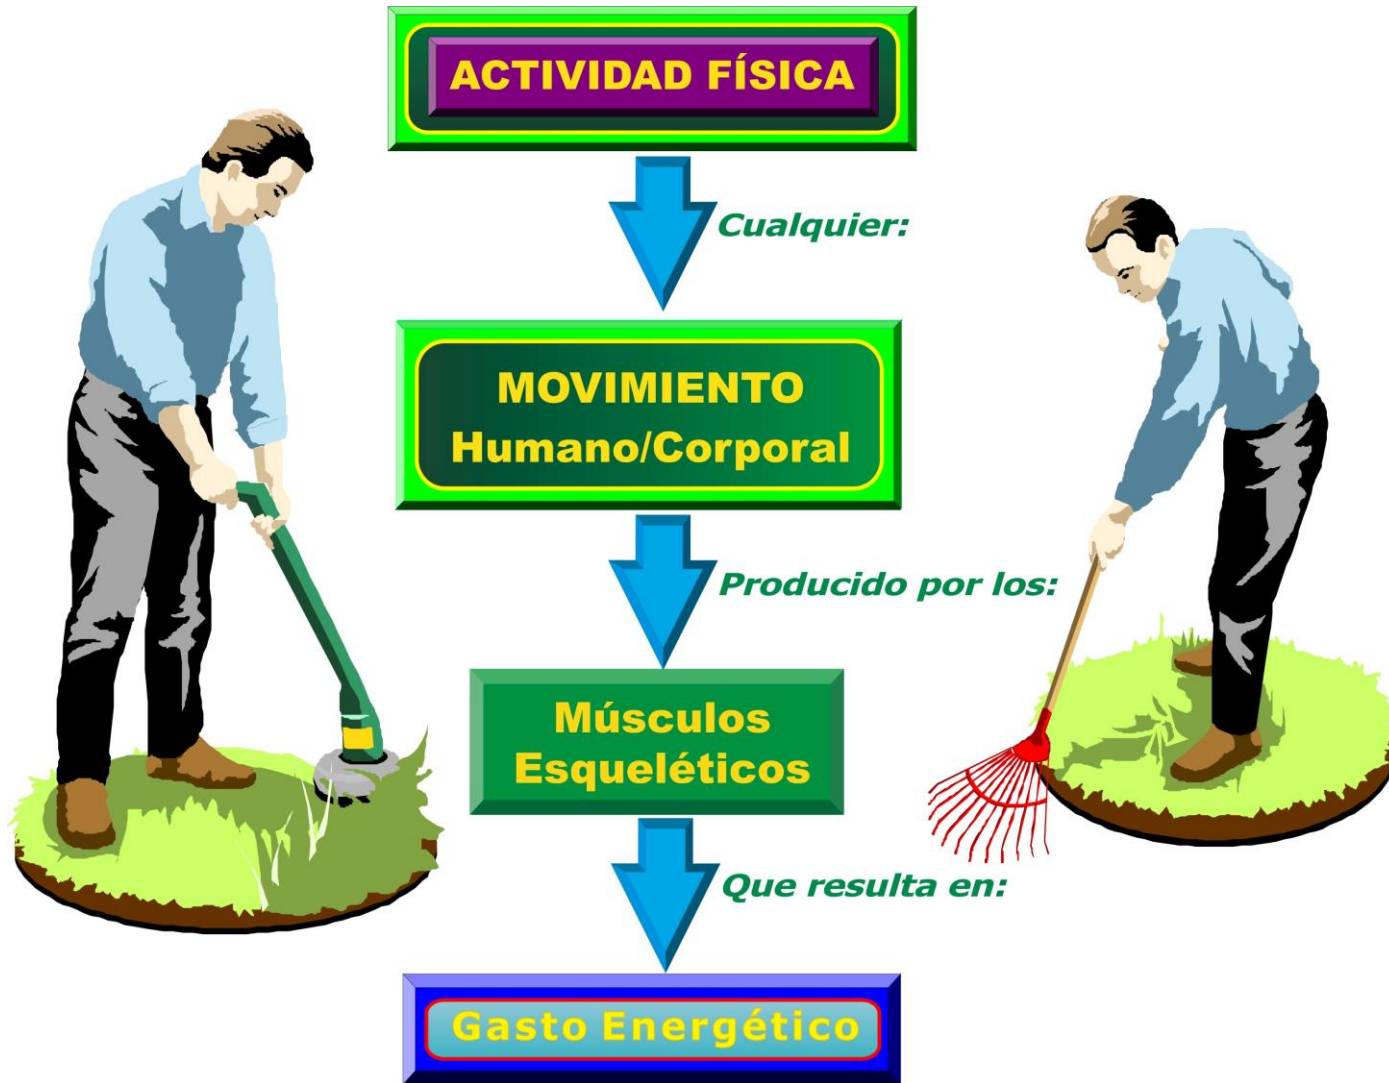 ACTIVIDAD FÍSICA
Cualquier:
MOVIMIENTO
Humano/Corporal
Producido por los:
Músculos
Esqueléticos
Que resulta en:
Gasto Energético